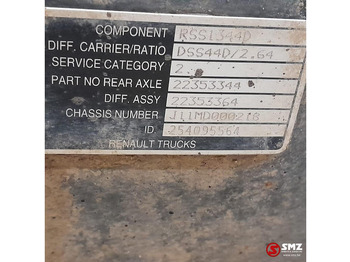 COMPONENT RSS1344D
DIFF. CARRIER/RATIO DSS44D/2.64
SERVICE CATEGORY 2
PART NO REAR AXLE 22353344
DIFF. ASSY 22353364
CHASSIS NUMBER
ID. 254095564
RENAULT TRUCKS
SMZ